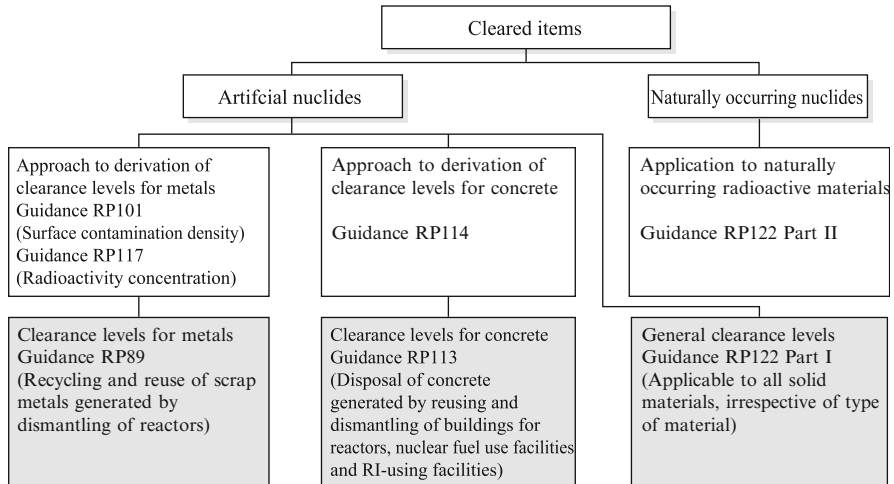 Cleared items
Artifcial nuclides
Naturally occurring nuclides
Approach to derivation of
clearance levels for metals
Guidance RP101
(Surface contamination density)
Guidance RP117
(Radioactivity concentration)
Approach to derivation of
clearance levels for concrete
Guidance RP114
Application to naturally
occurring radioactive materials
Guidance RP122 Part II
Clearance levels for metals
Guidance RP89
(Recycling and reuse of scrap
metals generated by
dismantling of reactors)
Clearance levels for concrete
Guidance RP113
(Disposal of concrete
generated by reusing and
dismantling of buildings for
reactors, nuclear fuel use facilities
and RI-using facilities)
General clearance levels
Guidance RP122 Part I
(Applicable to all solid
materials, irrespective of type
of material)